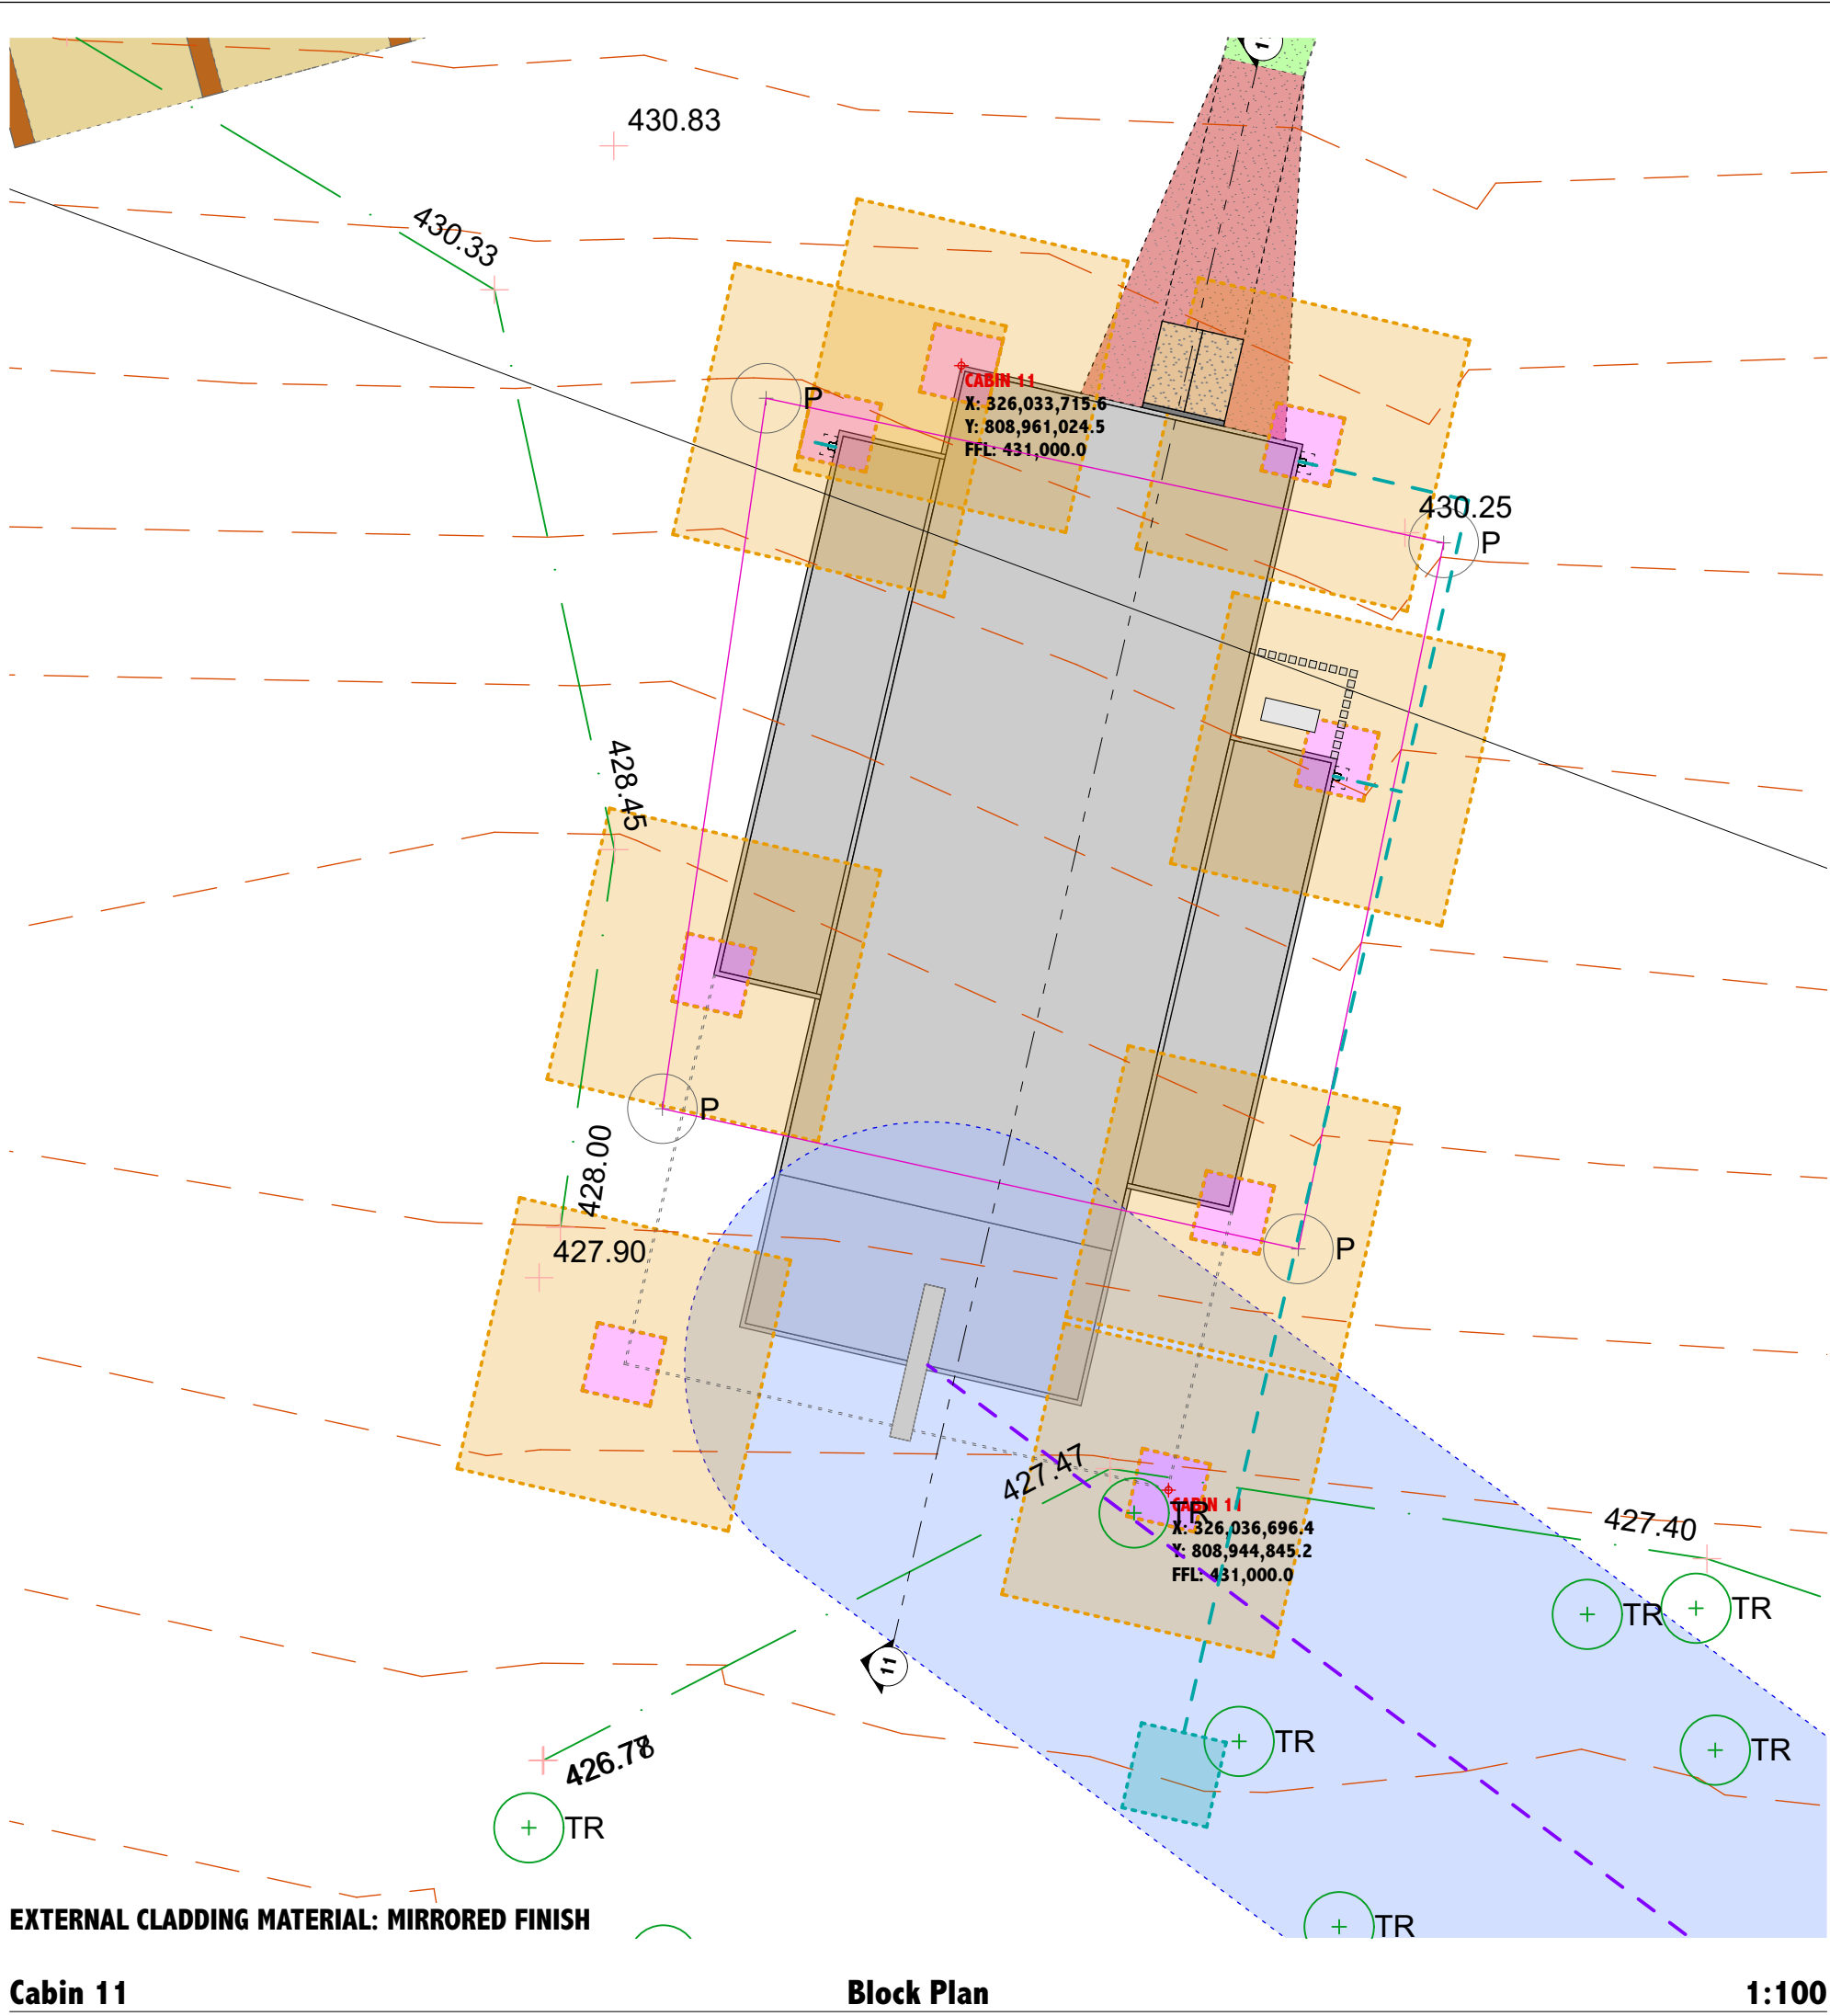 430.83
430.33
CABIN 11
X: 326,033,715.6
Y: 808,961,024.5
FFL: 431,000.0
P
430.25
P
428.45
P
428.00
P
427.90
427.47
TR
CABIN 11
X: 326,036,696.4
Y: 808,944,845.2
FFL: 431,000.0
427.40
TR
TR
11
TR
TR
TR
TR
EXTERNAL CLADDING MATERIAL: MIRRORED FINISH
Cabin 11
Block Plan
1:100